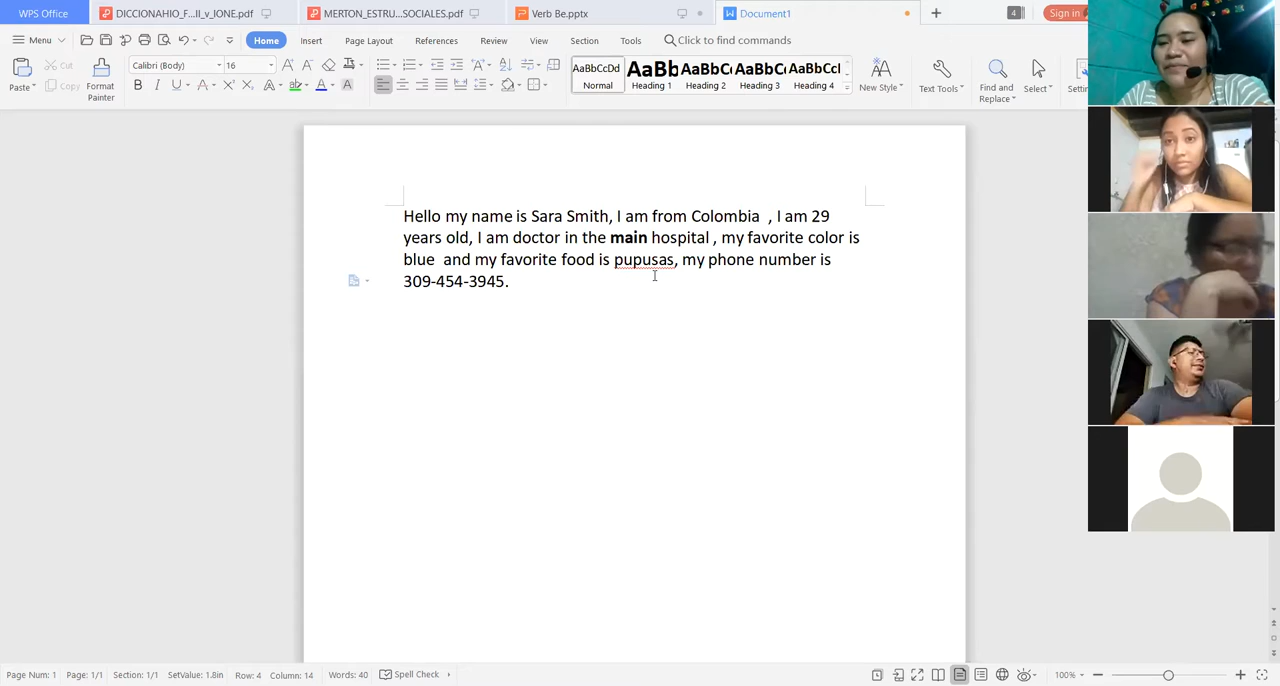 WPS Office
DICCIONAHIO_F...II_v_IONE.pdf
MERTON_ESTRU...SOCIALES.pdf
Verb Be.pptx
Document1
4
Sign in
Menu
Home
Insert
Page Layout
References
Review
View
Section
Tools
Click to find commands
Paste
Cut
Copy
Format
Painter
Calibri (Body)
16
AaBbCcDd
Normal
AaBb
Heading 1
AaBbC
Heading 2
AaBbC
Heading 3
AaBbCcI
Heading 4
New Style
Text Tools
Find and
Replace
Select
Hello my name is Sara Smith, I am from Colombia , I am 29
years old, I am doctor in the main hospital , my favorite color is
blue and my favorite food is pupusas, my phone number is
309-454-3945.
Page Num: 1
Page: 1/1
Section: 1/1
SetValue: 1.8in
Row: 4
Column: 14
Words: 40
Spell Check
100%